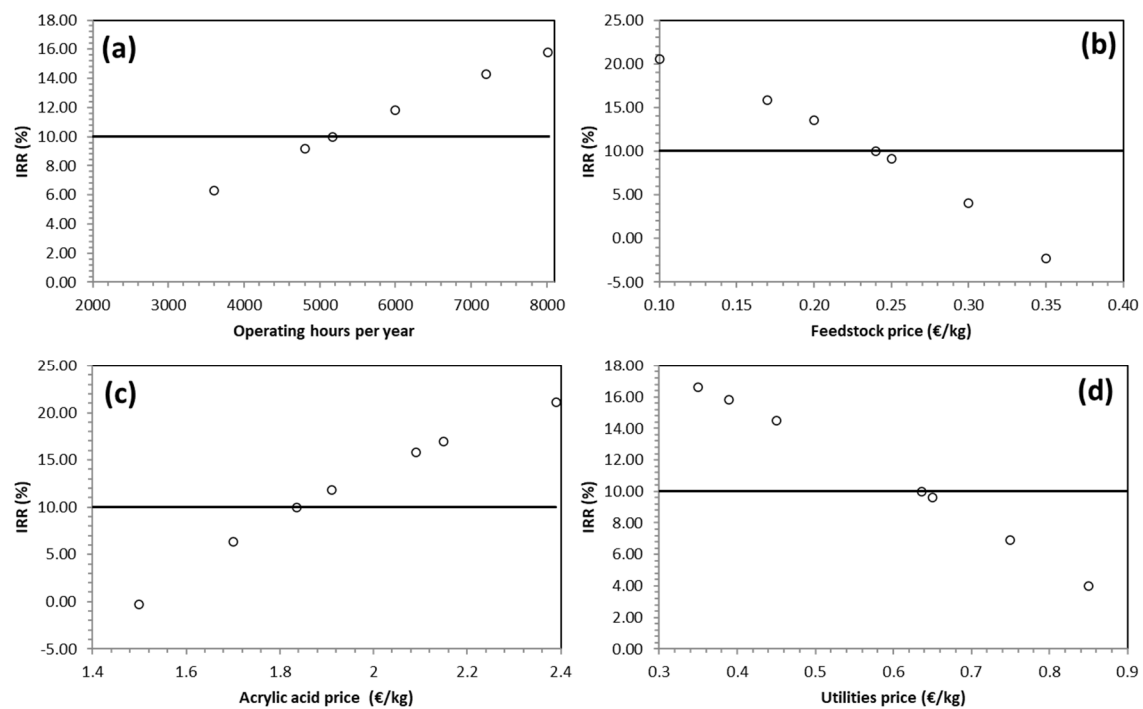 (a)
IRR (%)
18.00
16.00
14.00
12.00
10.00
8.00
6.00
4.00
2.00
0.00
2000 3000 4000 5000 6000 7000 8000
Operating hours per year
(b)
IRR (%)
25.00
20.00
15.00
10.00
5.00
0.00
-5.00
0.10 0.15 0.20 0.25 0.30 0.35 0.40
Feedstock price (€/kg)
(c)
IRR (%)
25.00
20.00
15.00
10.00
5.00
0.00
-5.00
1.4 1.6 1.8 2 2.2 2.4
Acrylic acid price (€/kg)
(d)
IRR (%)
18.00
16.00
14.00
12.00
10.00
8.00
6.00
4.00
2.00
0.00
0.3 0.4 0.5 0.6 0.7 0.8 0.9
Utilities price (€/kg)